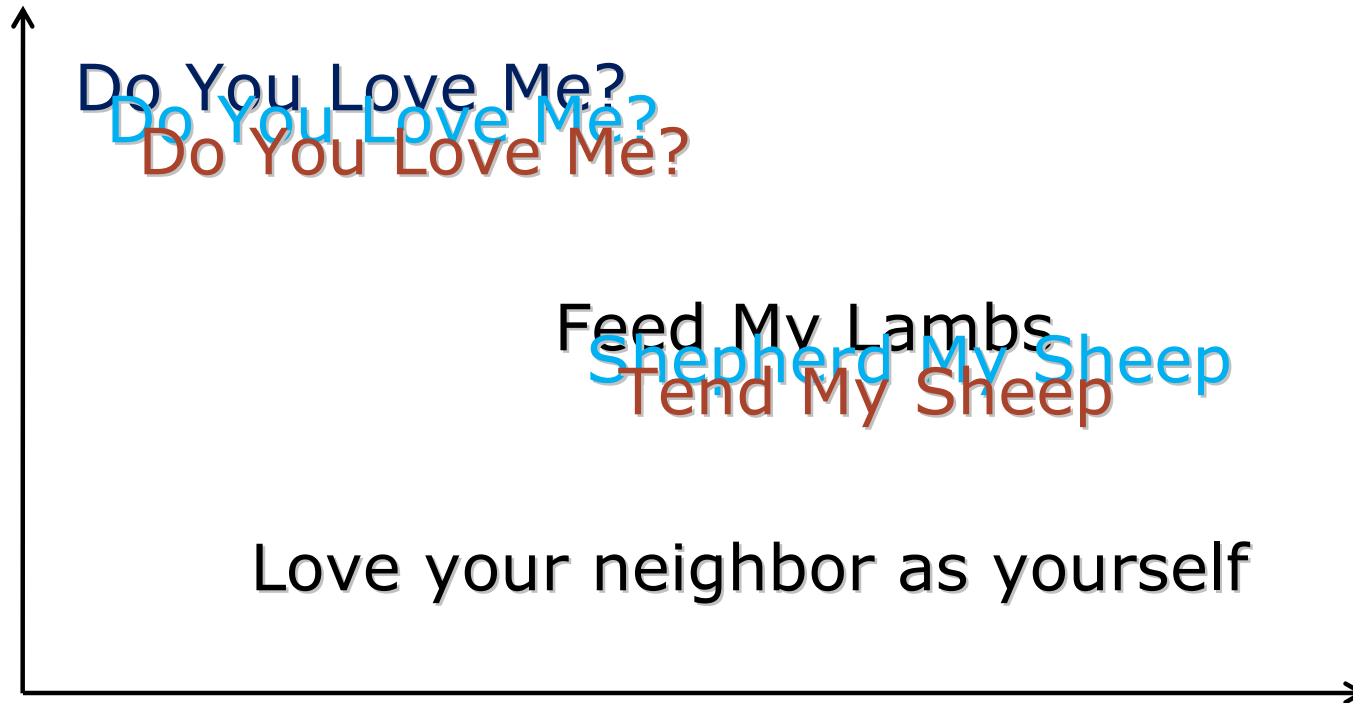 Do You Love Me?
Do You Love Me?
Do You Love Me?
Feed My Lambs
Shepherd My Sheep
Tend My Sheep
Love your neighbor as yourself